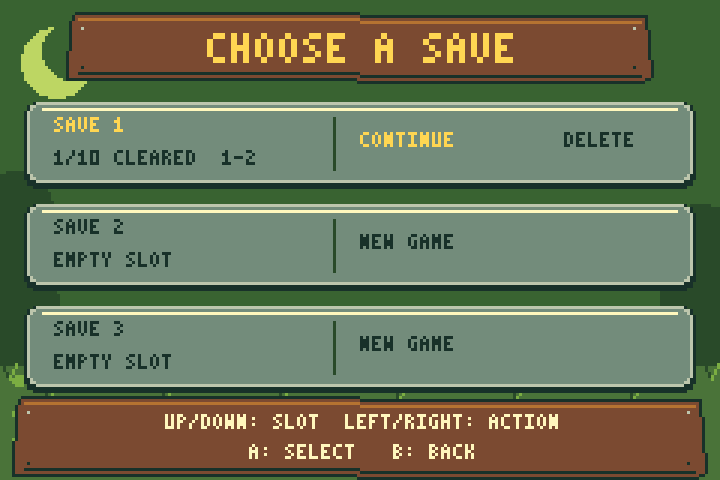 CHOOSE A SAVE
SAVE 1
1/10 CLEARED 1-2
CONTINUE DELETE
SAVE 2
EMPTY SLOT
NEW GAME
SAVE 3
EMPTY SLOT
NEW GAME
UP/DOWN: SLOT LEFT/RIGHT: ACTION
A: SELECT B: BACK